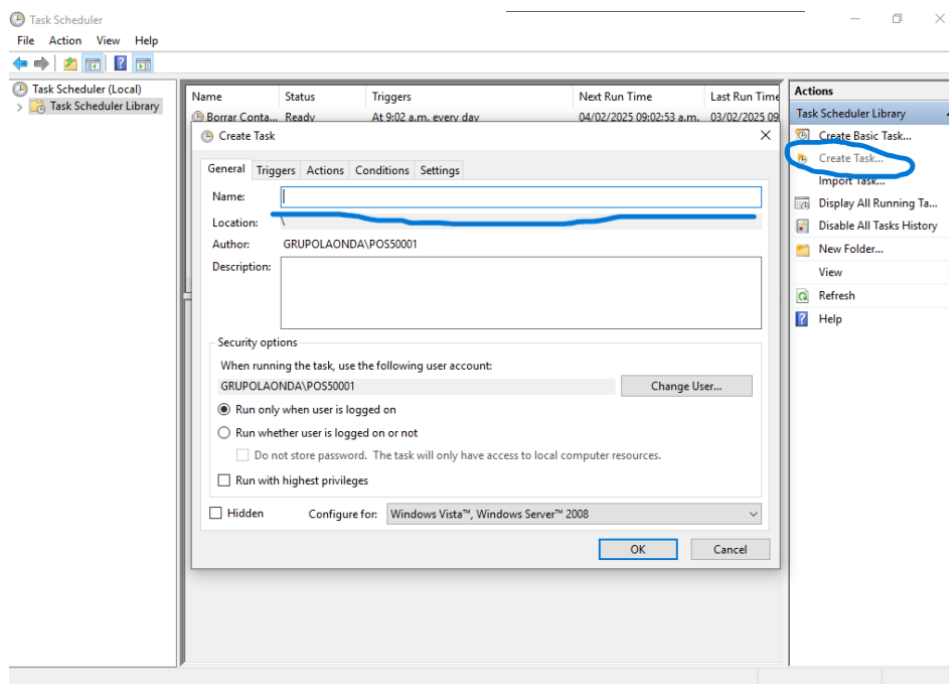 Task Scheduler
File Action View Help
Task Scheduler (Local)
Task Scheduler Library
Name Status Triggers Next Run Time Last Run Time
Borrar Conta... Ready At 9:02 a.m. every day 04/02/2025 09:02:53 a.m. 03/02/2025 09
Create Task
General Triggers Actions Conditions Settings
Name:
Location: \
Author: GRUPOLAONDA\POS50001
Description:
Security options
When running the task, use the following user account:
GRUPOLAONDA\POS50001 Change User...
Run only when user is logged on
Run whether user is logged on or not
Do not store password. The task will only have access to local computer resources.
Run with highest privileges
Hidden Configure for: Windows Vista™, Windows Server™ 2008
OK Cancel
Actions
Task Scheduler Library
Create Basic Task...
Create Task...
Import Task...
Display All Running Ta...
Disable All Tasks History
New Folder...
View
Refresh
Help